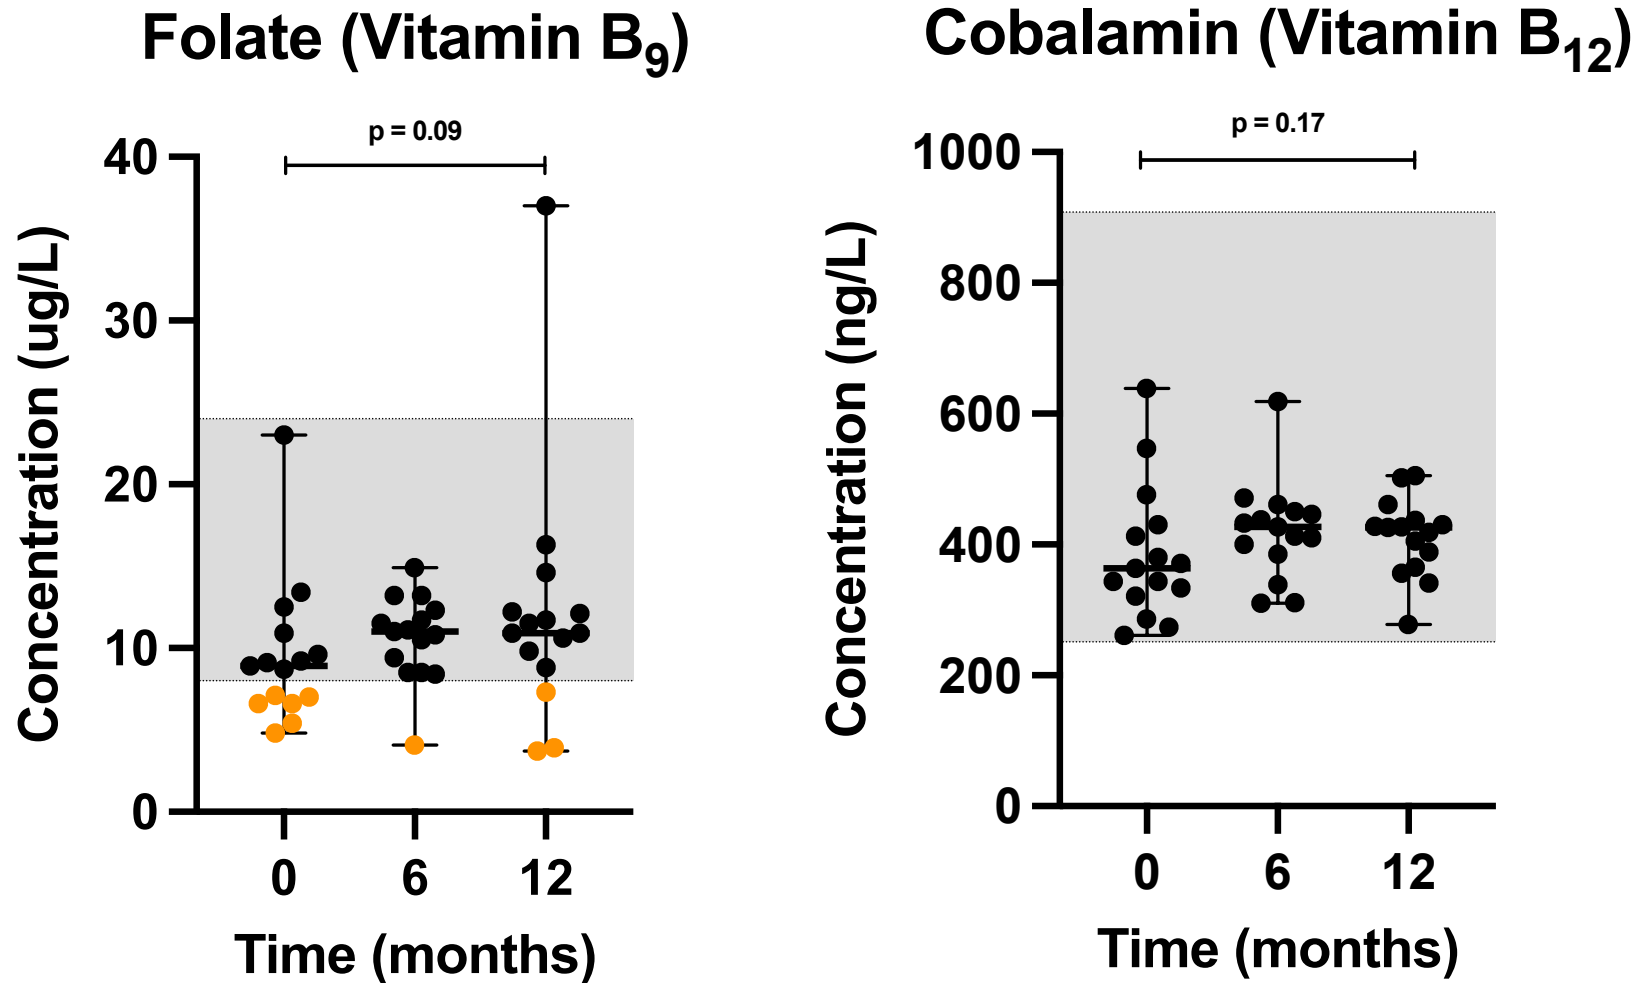 Folate (Vitamin B9)
p = 0.09
Concentration (ug/L)
40
30
20
10
0
0 6 12
Time (months)
Cobalamin (Vitamin B12)
p = 0.17
Concentration (ng/L)
1000
800
600
400
200
0
0 6 12
Time (months)